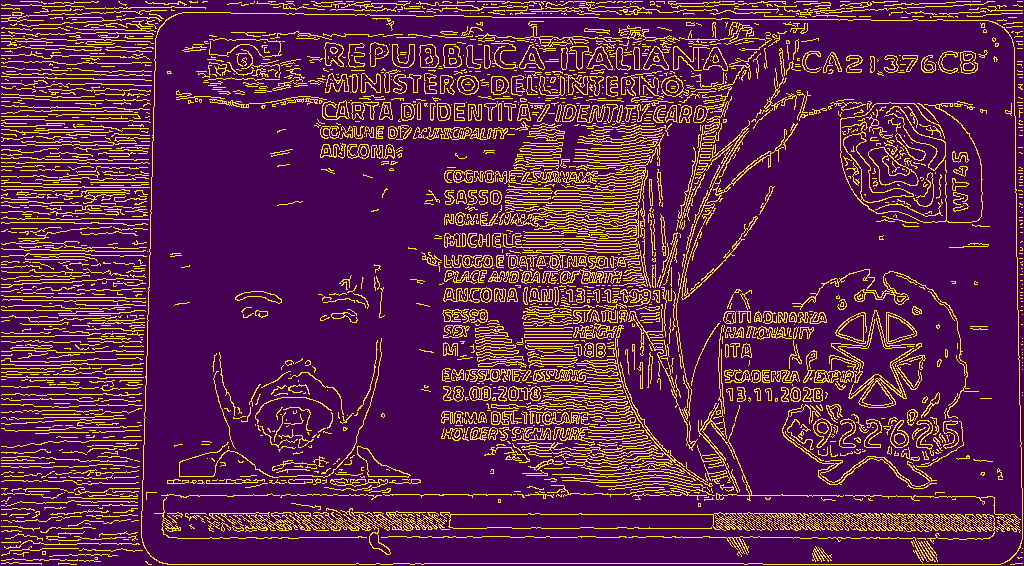 REPUBBLICA ITALIANA
CA21376CB
MINISTERO DELL'INTERNO
CARTA DI IDENTITÀ / IDENTITY CARD
COMUNE DI / MUNICIPALITY
ANCONA
WT45
COGNOME / SURNAME
SASSO
NOME / NAME
MICHELE
LUOGO E DATA DI NASCITA
PLACE AND DATE OF BIRTH
ANCONA (AN) 13.11.1991
SESSO STATURA CITTADINANZA
SEX HEIGHT NATIONALITY
M 183 ITA
EMISSIONE / ISSUING SCADENZA / EXPIRY
28.08.2018 13.11.2028
FIRMA DEL TITOLARE
HOLDER'S SIGNATURE
922625